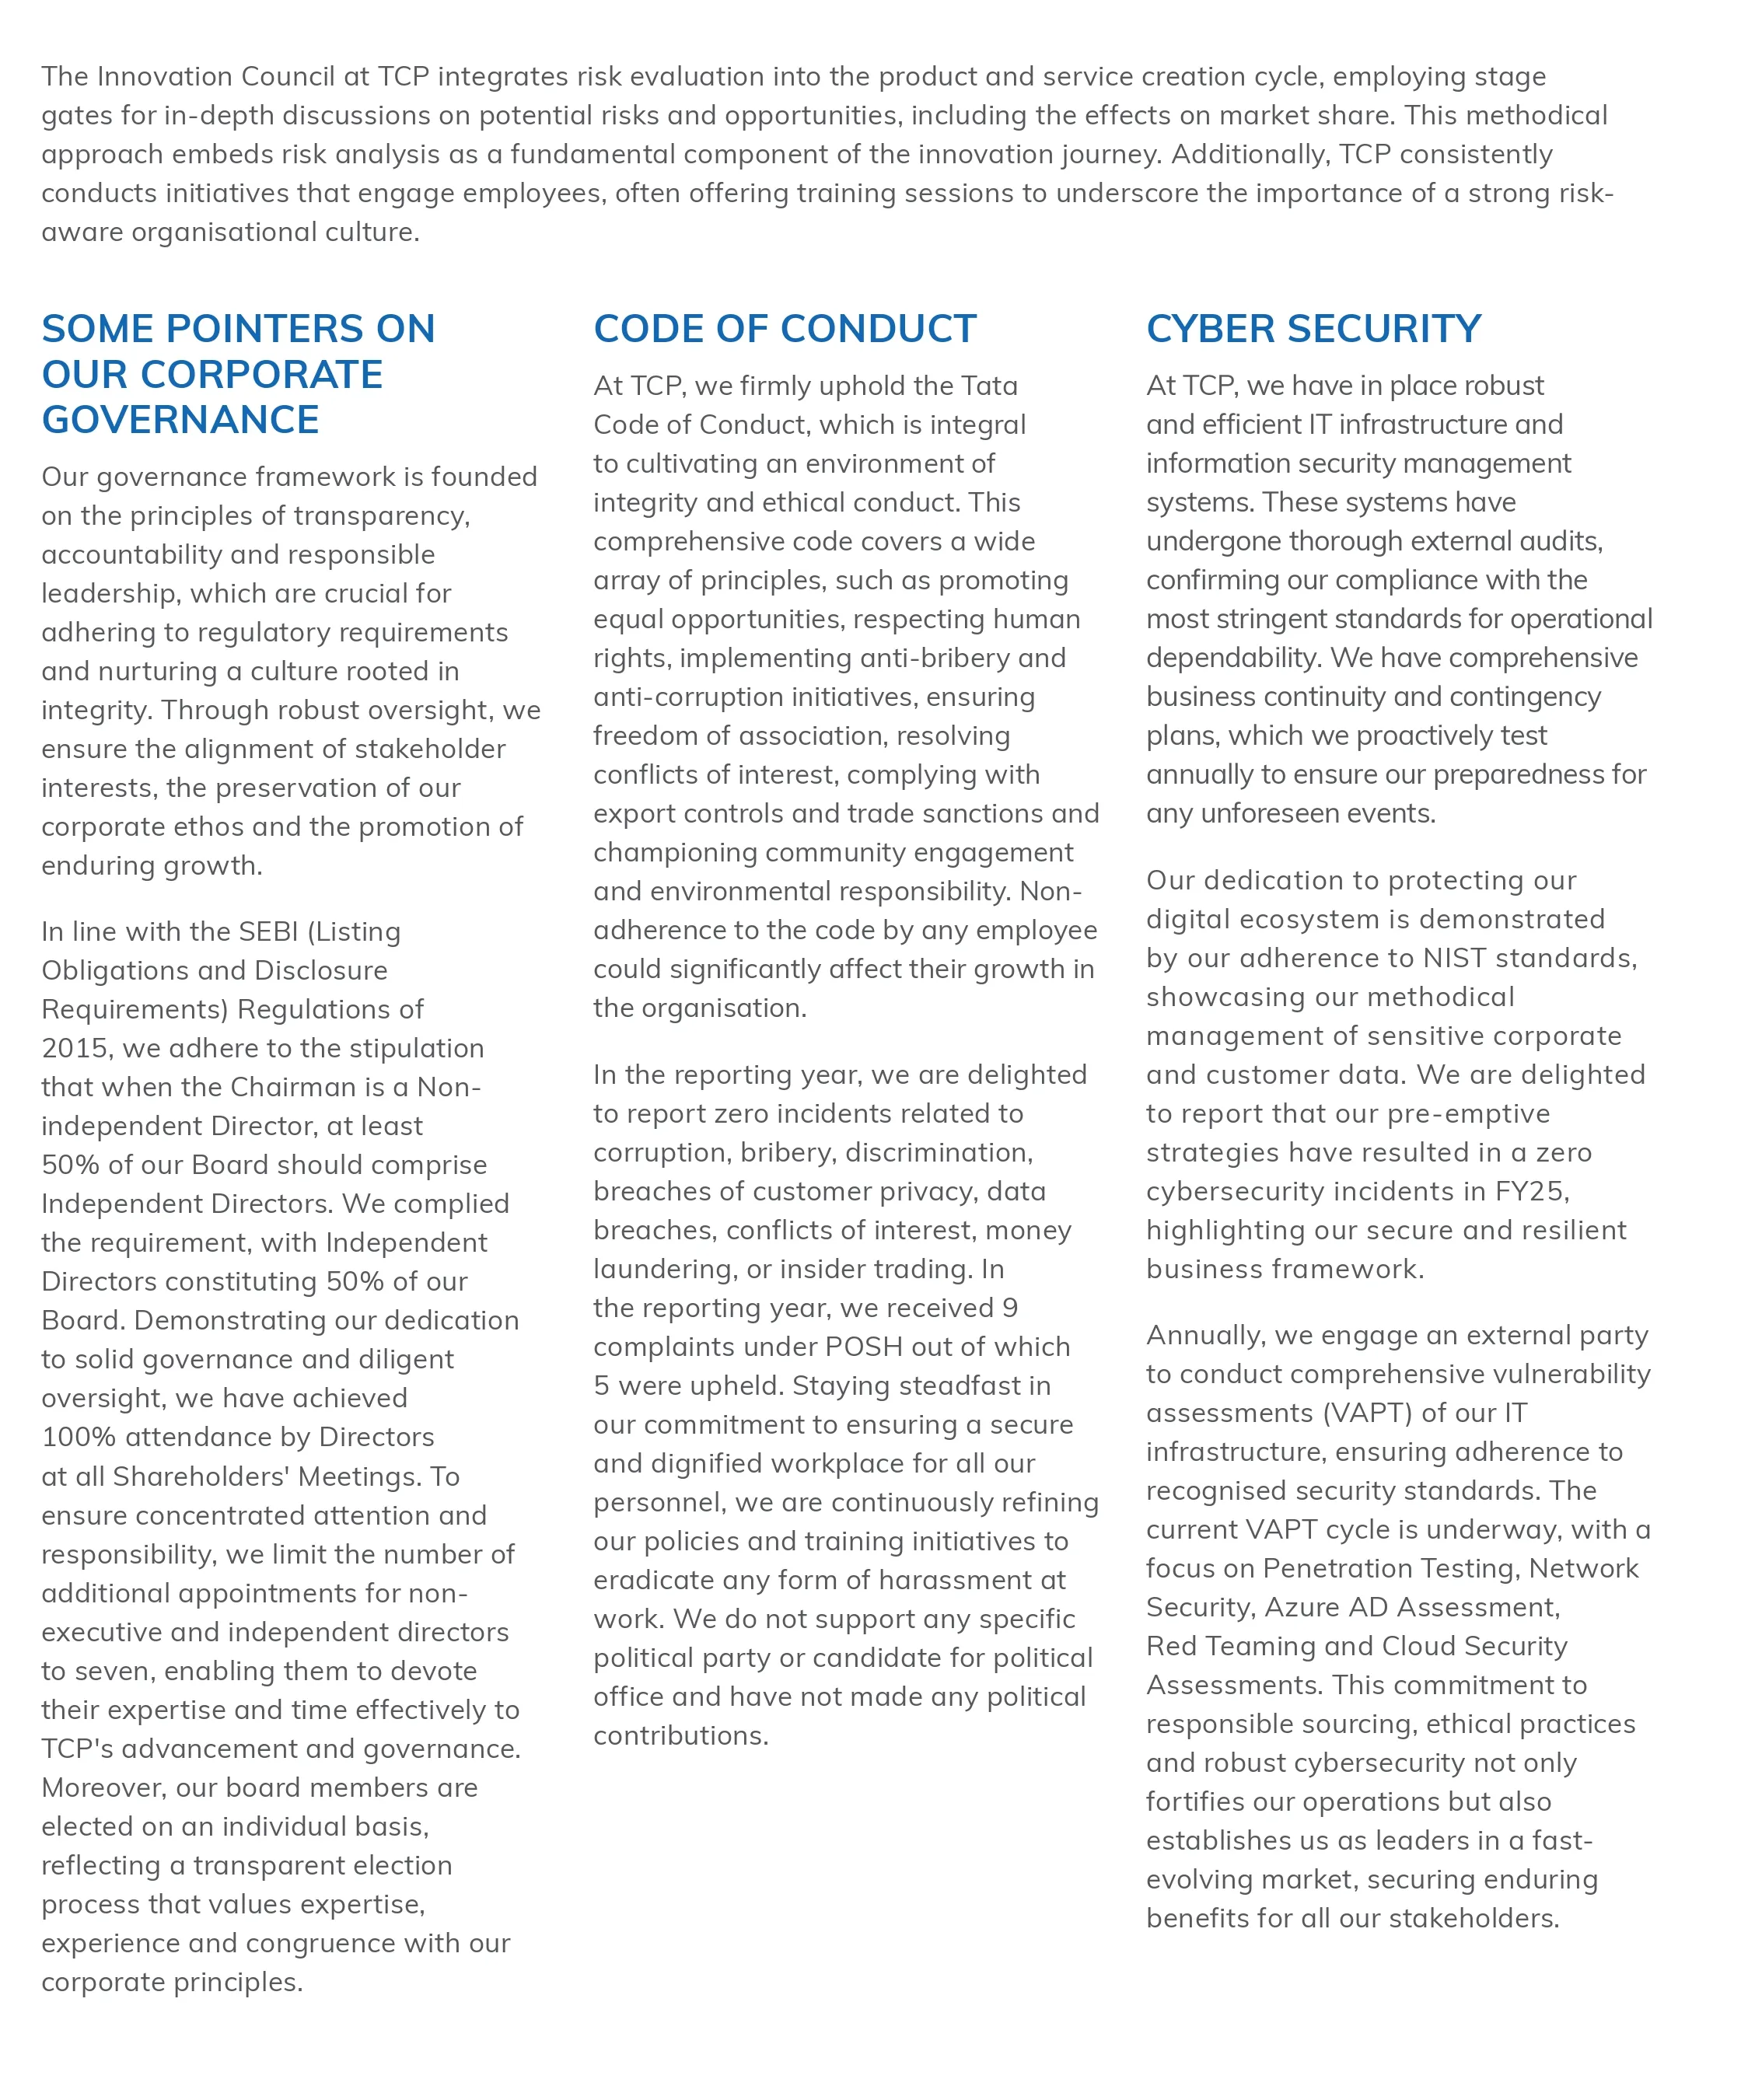 The Innovation Council at TCP integrates risk evaluation into the product and service creation cycle, employing stage
gates for in-depth discussions on potential risks and opportunities, including the effects on market share. This methodical
approach embeds risk analysis as a fundamental component of the innovation journey. Additionally, TCP consistently
conducts initiatives that engage employees, often offering training sessions to underscore the importance of a strong risk-
aware organisational culture.
SOME POINTERS ON
OUR CORPORATE
GOVERNANCE
Our governance framework is founded
on the principles of transparency,
accountability and responsible
leadership, which are crucial for
adhering to regulatory requirements
and nurturing a culture rooted in
integrity. Through robust oversight, we
ensure the alignment of stakeholder
interests, the preservation of our
corporate ethos and the promotion of
enduring growth.
In line with the SEBI (Listing
Obligations and Disclosure
Requirements) Regulations of
2015, we adhere to the stipulation
that when the Chairman is a Non-
independent Director, at least
50% of our Board should comprise
Independent Directors. We complied
the requirement, with Independent
Directors constituting 50% of our
Board. Demonstrating our dedication
to solid governance and diligent
oversight, we have achieved
100% attendance by Directors
at all Shareholders' Meetings. To
ensure concentrated attention and
responsibility, we limit the number of
additional appointments for non-
executive and independent directors
to seven, enabling them to devote
their expertise and time effectively to
TCP's advancement and governance.
Moreover, our board members are
elected on an individual basis,
reflecting a transparent election
process that values expertise,
experience and congruence with our
corporate principles.
CODE OF CONDUCT
At TCP, we firmly uphold the Tata
Code of Conduct, which is integral
to cultivating an environment of
integrity and ethical conduct. This
comprehensive code covers a wide
array of principles, such as promoting
equal opportunities, respecting human
rights, implementing anti-bribery and
anti-corruption initiatives, ensuring
freedom of association, resolving
conflicts of interest, complying with
export controls and trade sanctions and
championing community engagement
and environmental responsibility. Non-
adherence to the code by any employee
could significantly affect their growth in
the organisation.
In the reporting year, we are delighted
to report zero incidents related to
corruption, bribery, discrimination,
breaches of customer privacy, data
breaches, conflicts of interest, money
laundering, or insider trading. In
the reporting year, we received 9
complaints under POSH out of which
5 were upheld. Staying steadfast in
our commitment to ensuring a secure
and dignified workplace for all our
personnel, we are continuously refining
our policies and training initiatives to
eradicate any form of harassment at
work. We do not support any specific
political party or candidate for political
office and have not made any political
contributions.
CYBER SECURITY
At TCP, we have in place robust
and efficient IT infrastructure and
information security management
systems. These systems have
undergone thorough external audits,
confirming our compliance with the
most stringent standards for operational
dependability. We have comprehensive
business continuity and contingency
plans, which we proactively test
annually to ensure our preparedness for
any unforeseen events.
Our dedication to protecting our
digital ecosystem is demonstrated
by our adherence to NIST standards,
showcasing our methodical
management of sensitive corporate
and customer data. We are delighted
to report that our pre-emptive
strategies have resulted in a zero
cybersecurity incidents in FY25,
highlighting our secure and resilient
business framework.
Annually, we engage an external party
to conduct comprehensive vulnerability
assessments (VAPT) of our IT
infrastructure, ensuring adherence to
recognised security standards. The
current VAPT cycle is underway, with a
focus on Penetration Testing, Network
Security, Azure AD Assessment,
Red Teaming and Cloud Security
Assessments. This commitment to
responsible sourcing, ethical practices
and robust cybersecurity not only
fortifies our operations but also
establishes us as leaders in a fast-
evolving market, securing enduring
benefits for all our stakeholders.